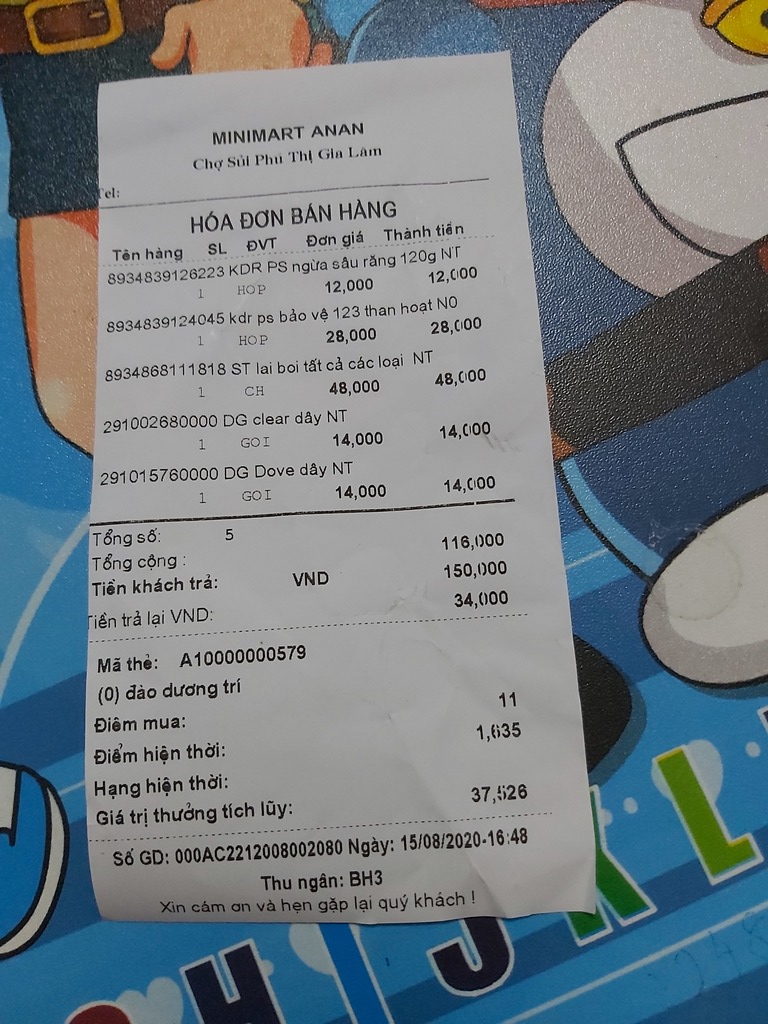 MINIMART ANAN
Chợ Sủi Phú Thị Gia Lâm
Tel:
HÓA ĐƠN BÁN HÀNG
Tên hàng SL ĐVT Đơn giá Thành tiền
8934839126223 KDR PS ngừa sâu răng 120g NT
1 HOP 12,000 12,000
8934839124045 kdr ps bảo vệ 123 than hoạt NO
1 HOP 28,000 28,000
8934868111818 ST lai boi tất cả các loại NT
1 CH 48,000 48,000
291002680000 DG clear dây NT
1 GOI 14,000 14,000
291015760000 DG Dove dây NT
1 GOI 14,000 14,000
Tổng số: 5
Tổng cộng : 116,000
Tiền khách trả: VND 150,000
Tiền trả lại VND: 34,000
Mã thẻ: A10000000579
(0) đào dương trí
Điểm mua: 11
Điểm hiện thời: 1,635
Hạng hiện thời:
Giá trị thưởng tích lũy: 37,526
Số GD: 000AC2212008002080 Ngày: 15/08/2020-16:48
Thu ngân: BH3
Xin cám ơn và hẹn gặp lại quý khách !
H I J K L